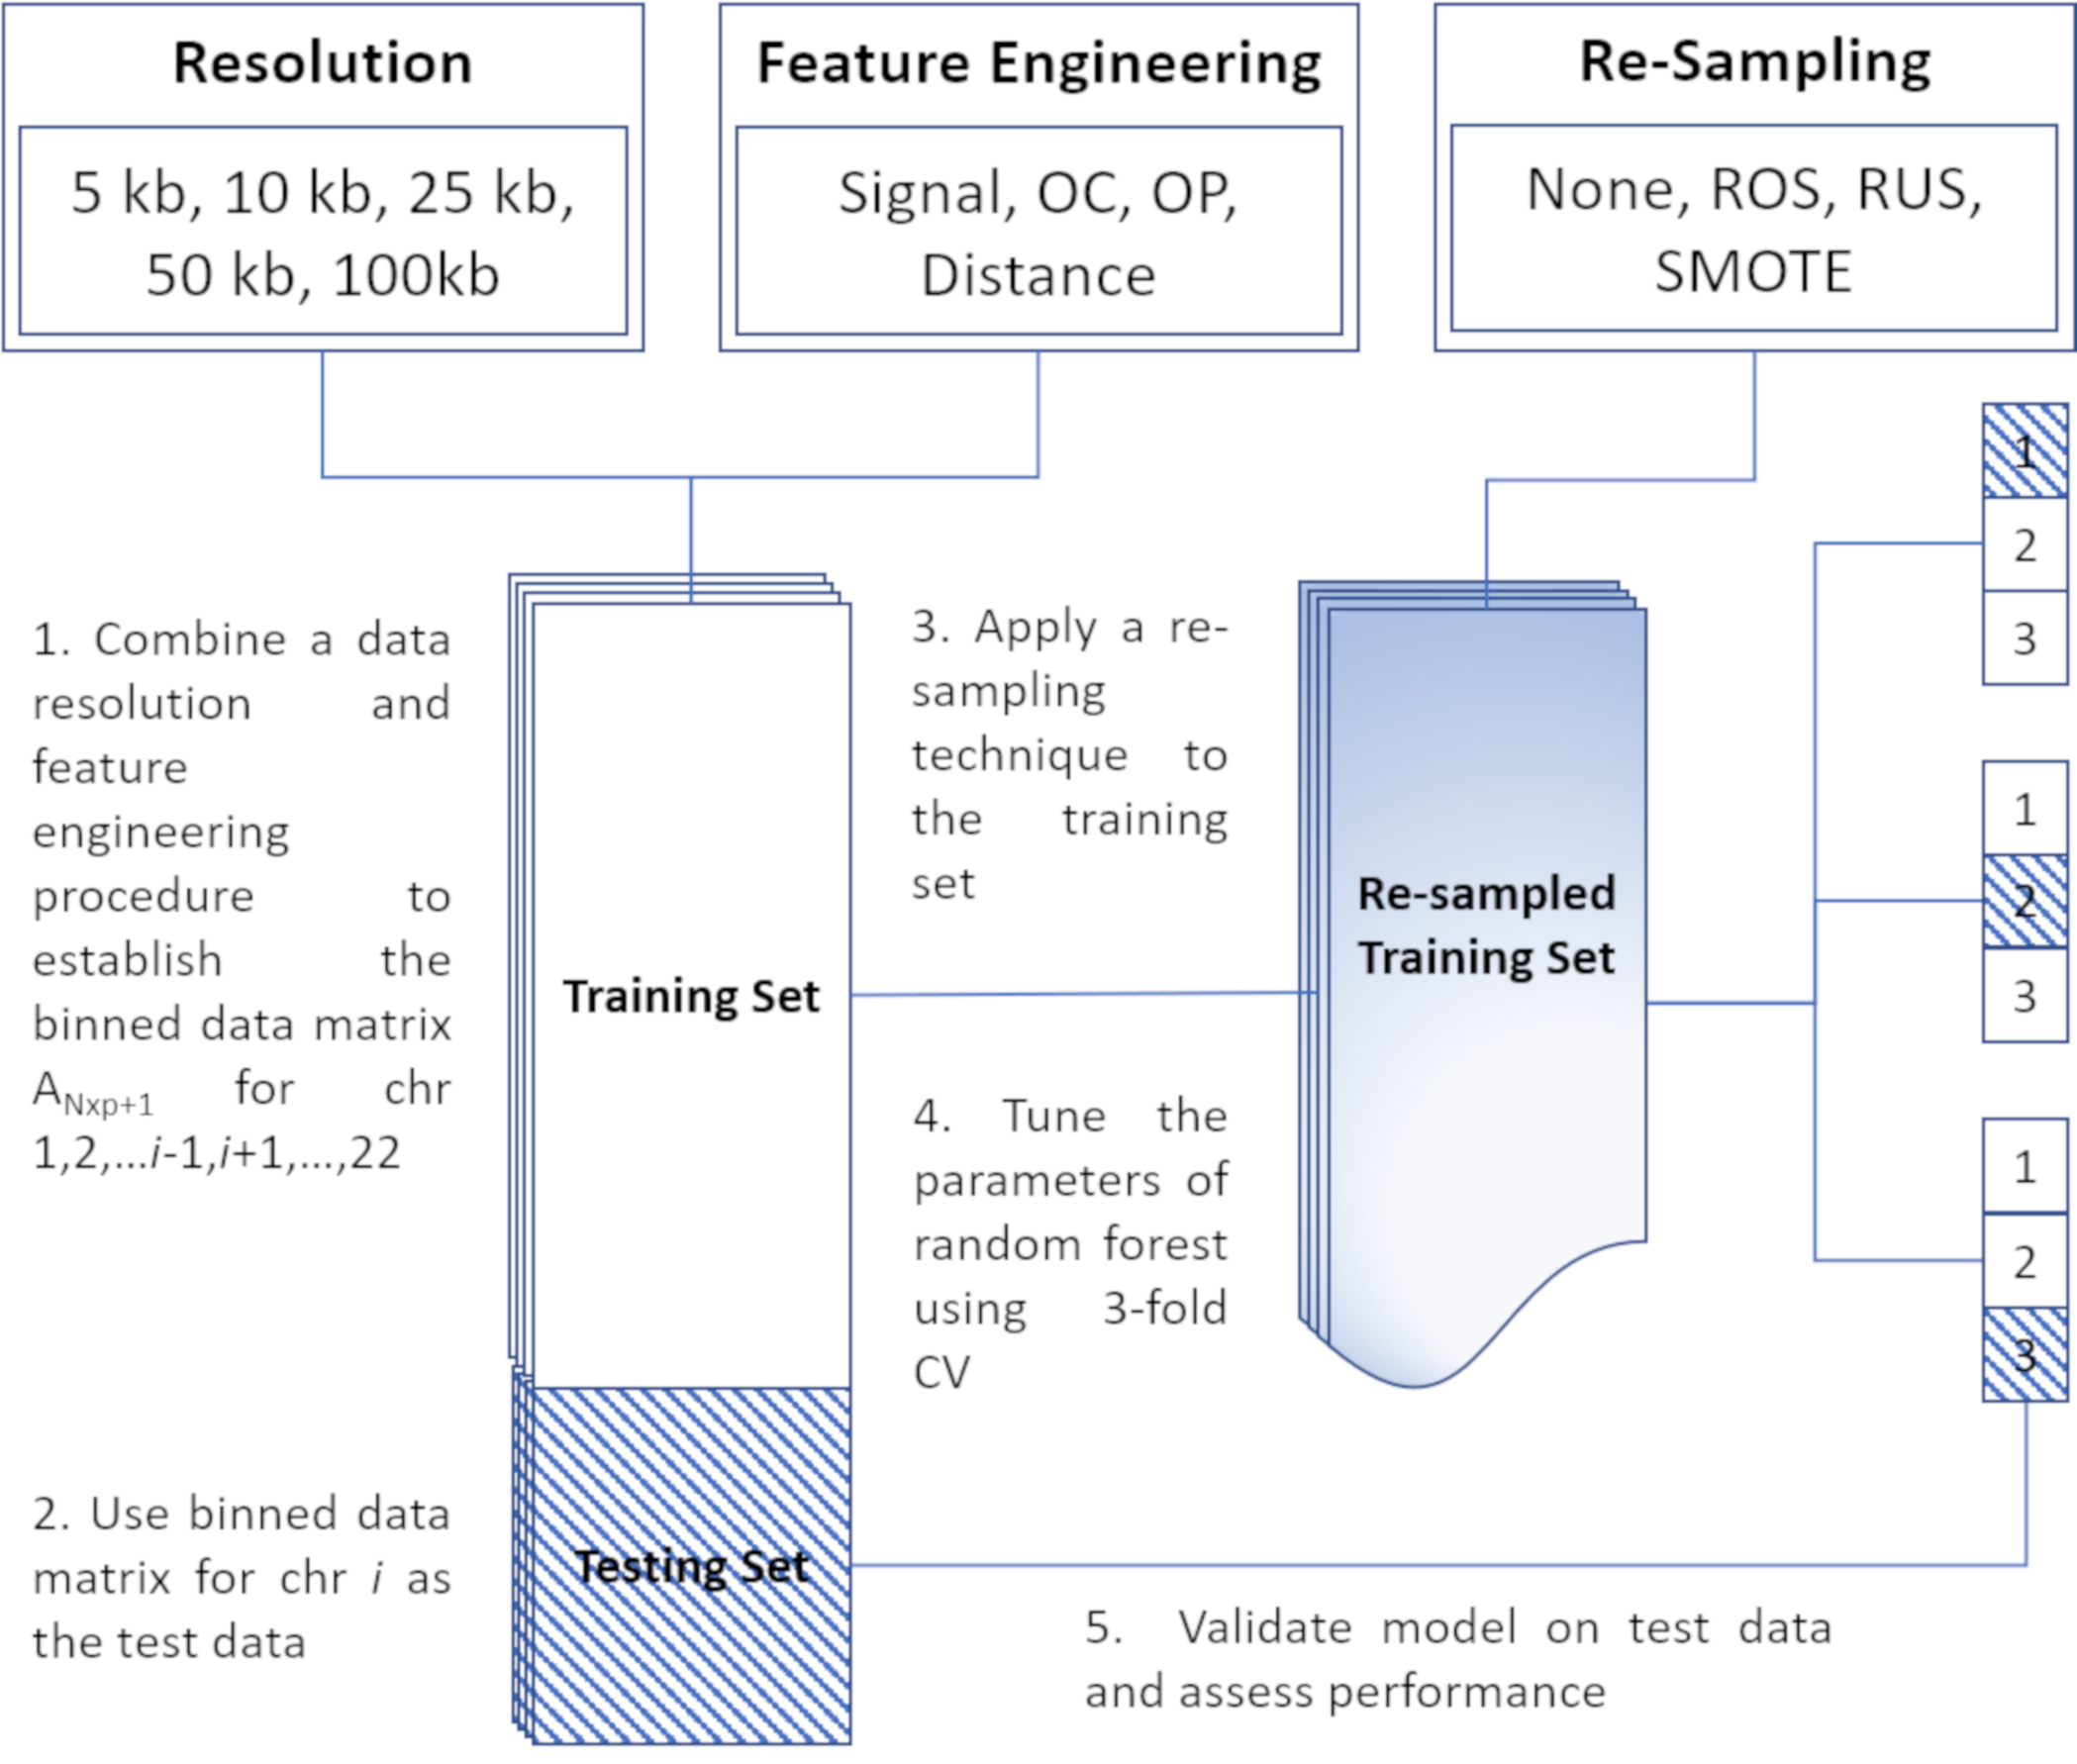 Resolution
5 kb, 10 kb, 25 kb,
50 kb, 100kb
Feature Engineering
Signal, OC, OP,
Distance
Re-Sampling
None, ROS, RUS,
SMOTE
1. Combine a data
resolution and
feature
engineering
procedure to
establish the
binned data matrix
A_Nxp+1 for chr
1,2,...i-1,i+1,...,22
2. Use binned data
matrix for chr i as
the test data
Training Set
Testing Set
3. Apply a re-
sampling
technique to
the training
set
4. Tune the
parameters of
random forest
using 3-fold
CV
Re-sampled
Training Set
1
2
3
1
2
3
1
2
3
5. Validate model on test data
and assess performance